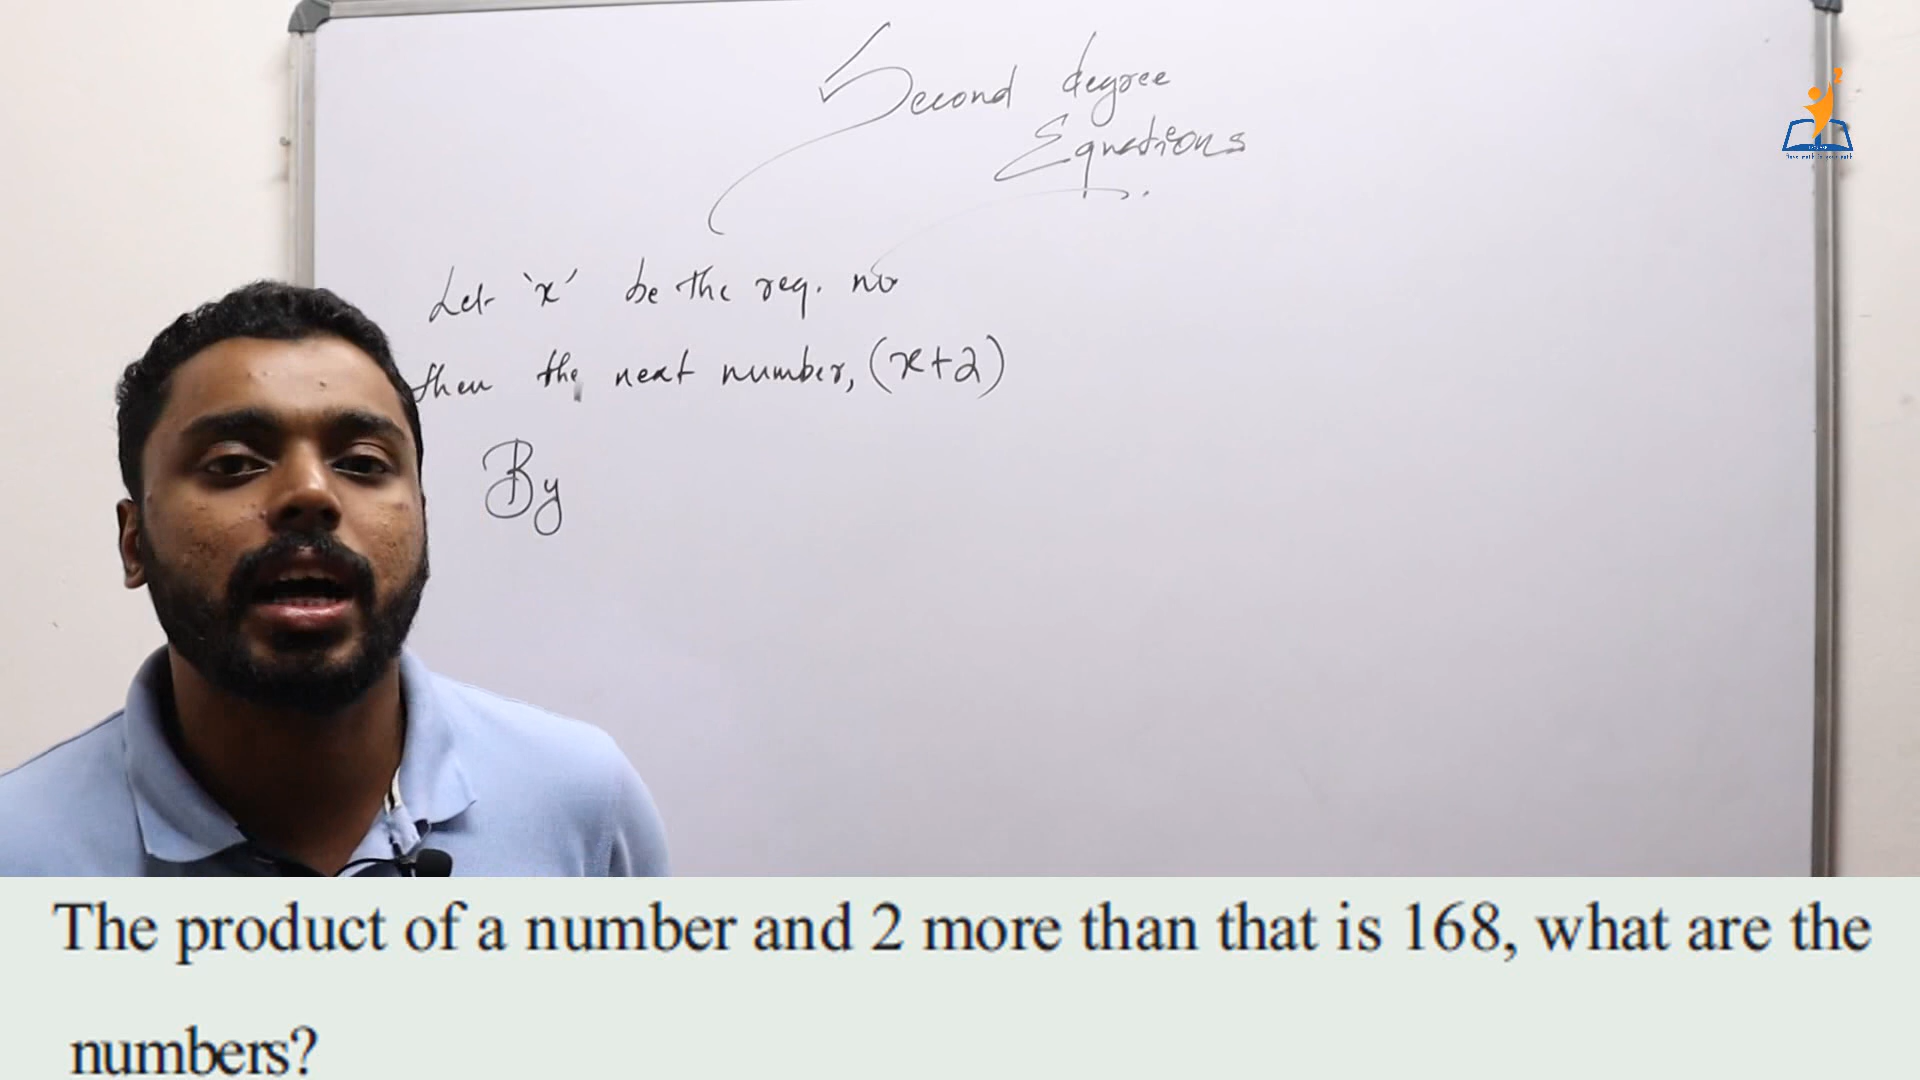 Second degree
Equations
Let 'x' be the req. no
then the next number, (x+2)
By
The product of a number and 2 more than that is 168, what are the
numbers?